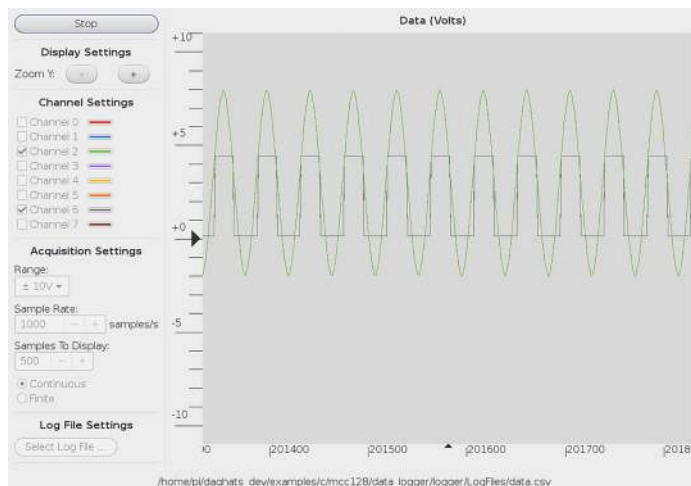 Stop
Display Settings
Zoom Y: - +
Channel Settings
Channel 0
Channel 1
Channel 2
Channel 3
Channel 4
Channel 5
Channel 6
Channel 7
Acquisition Settings
Range:
± 10V
Sample Rate:
1000 - + samples/s
Samples To Display:
500 - +
Continuous
Finite
Log File Settings
Select Log File ...
Data (Volts)
+10
+5
+0
-5
-10
201400 201500 201600 201700
/home/pi/daqhats_dev/examples/c/mcc128/data_logger/logger/LogFiles/data.csv